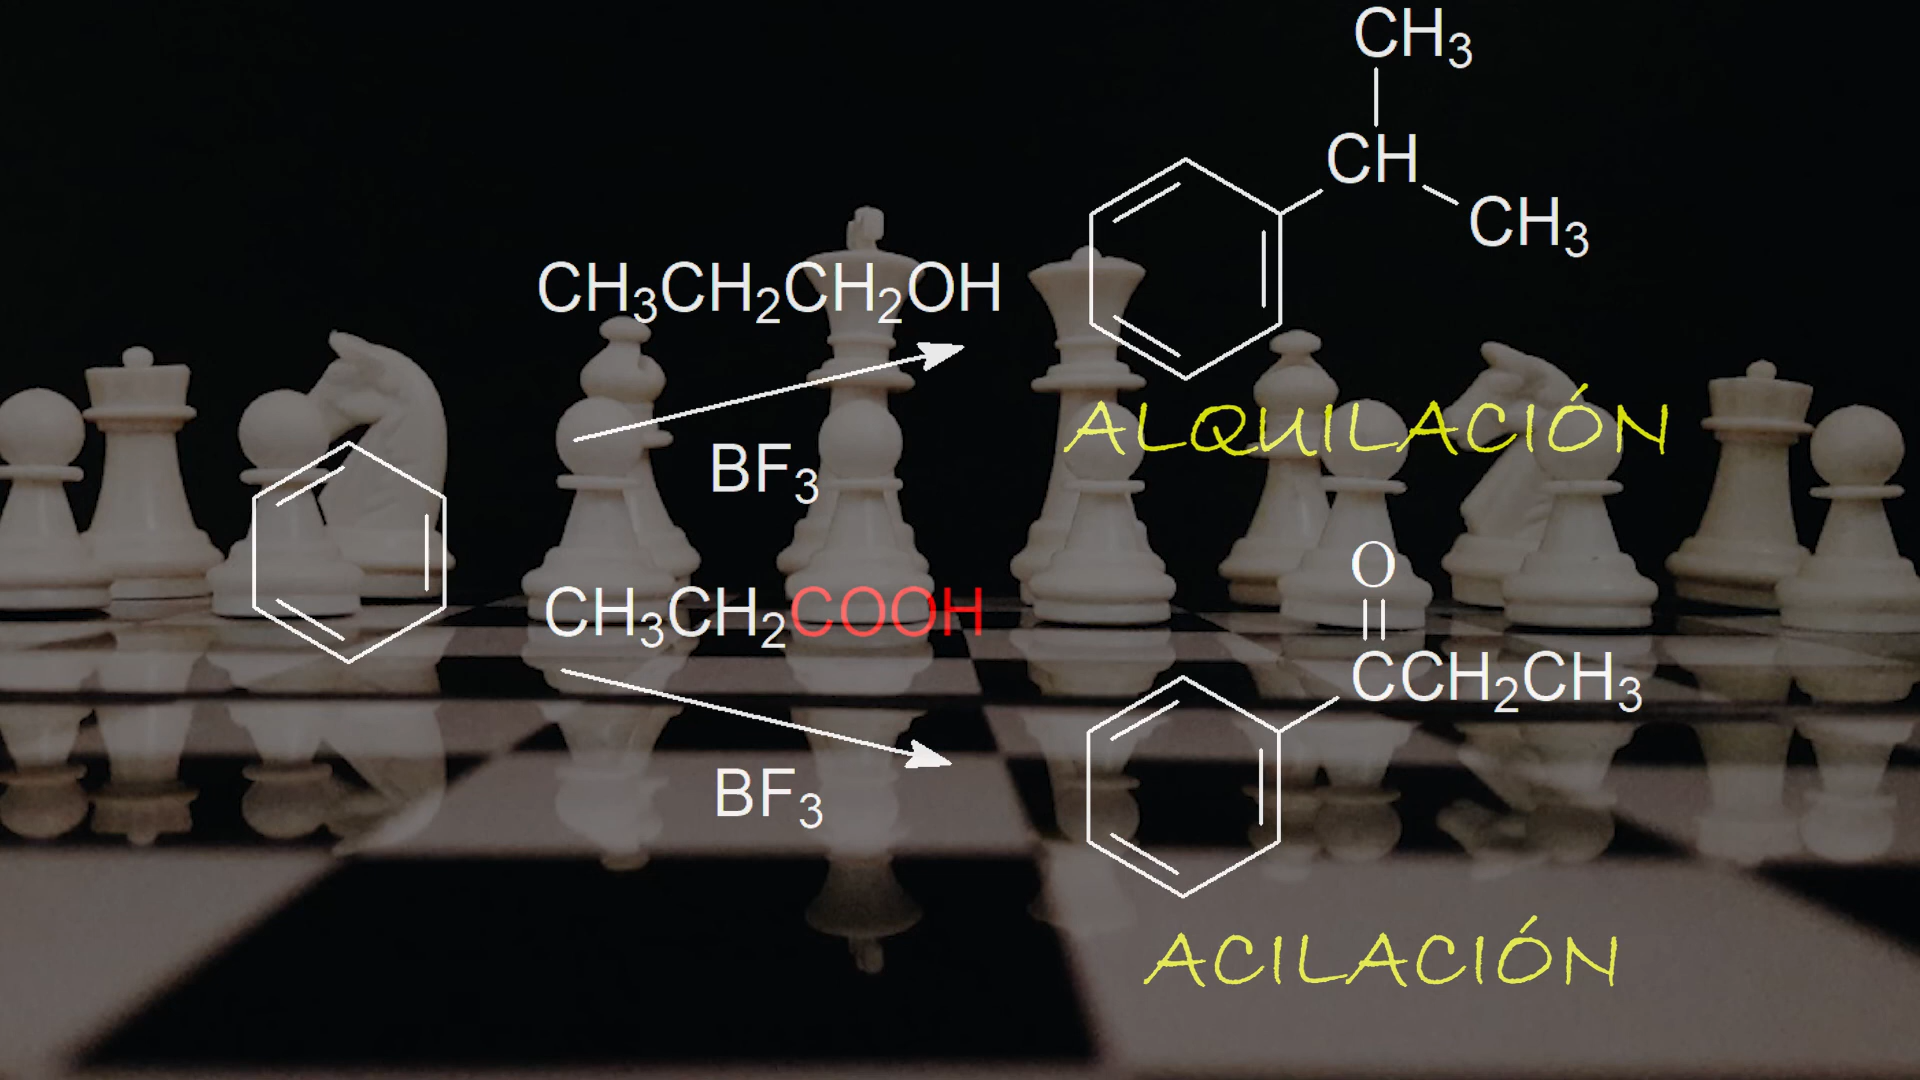 CH3
CH
CH3
CH3CH2CH2OH
BF3
ALQUILACIÓN
O
CH3CH2COOH
CCH2CH3
BF3
ACILACIÓN